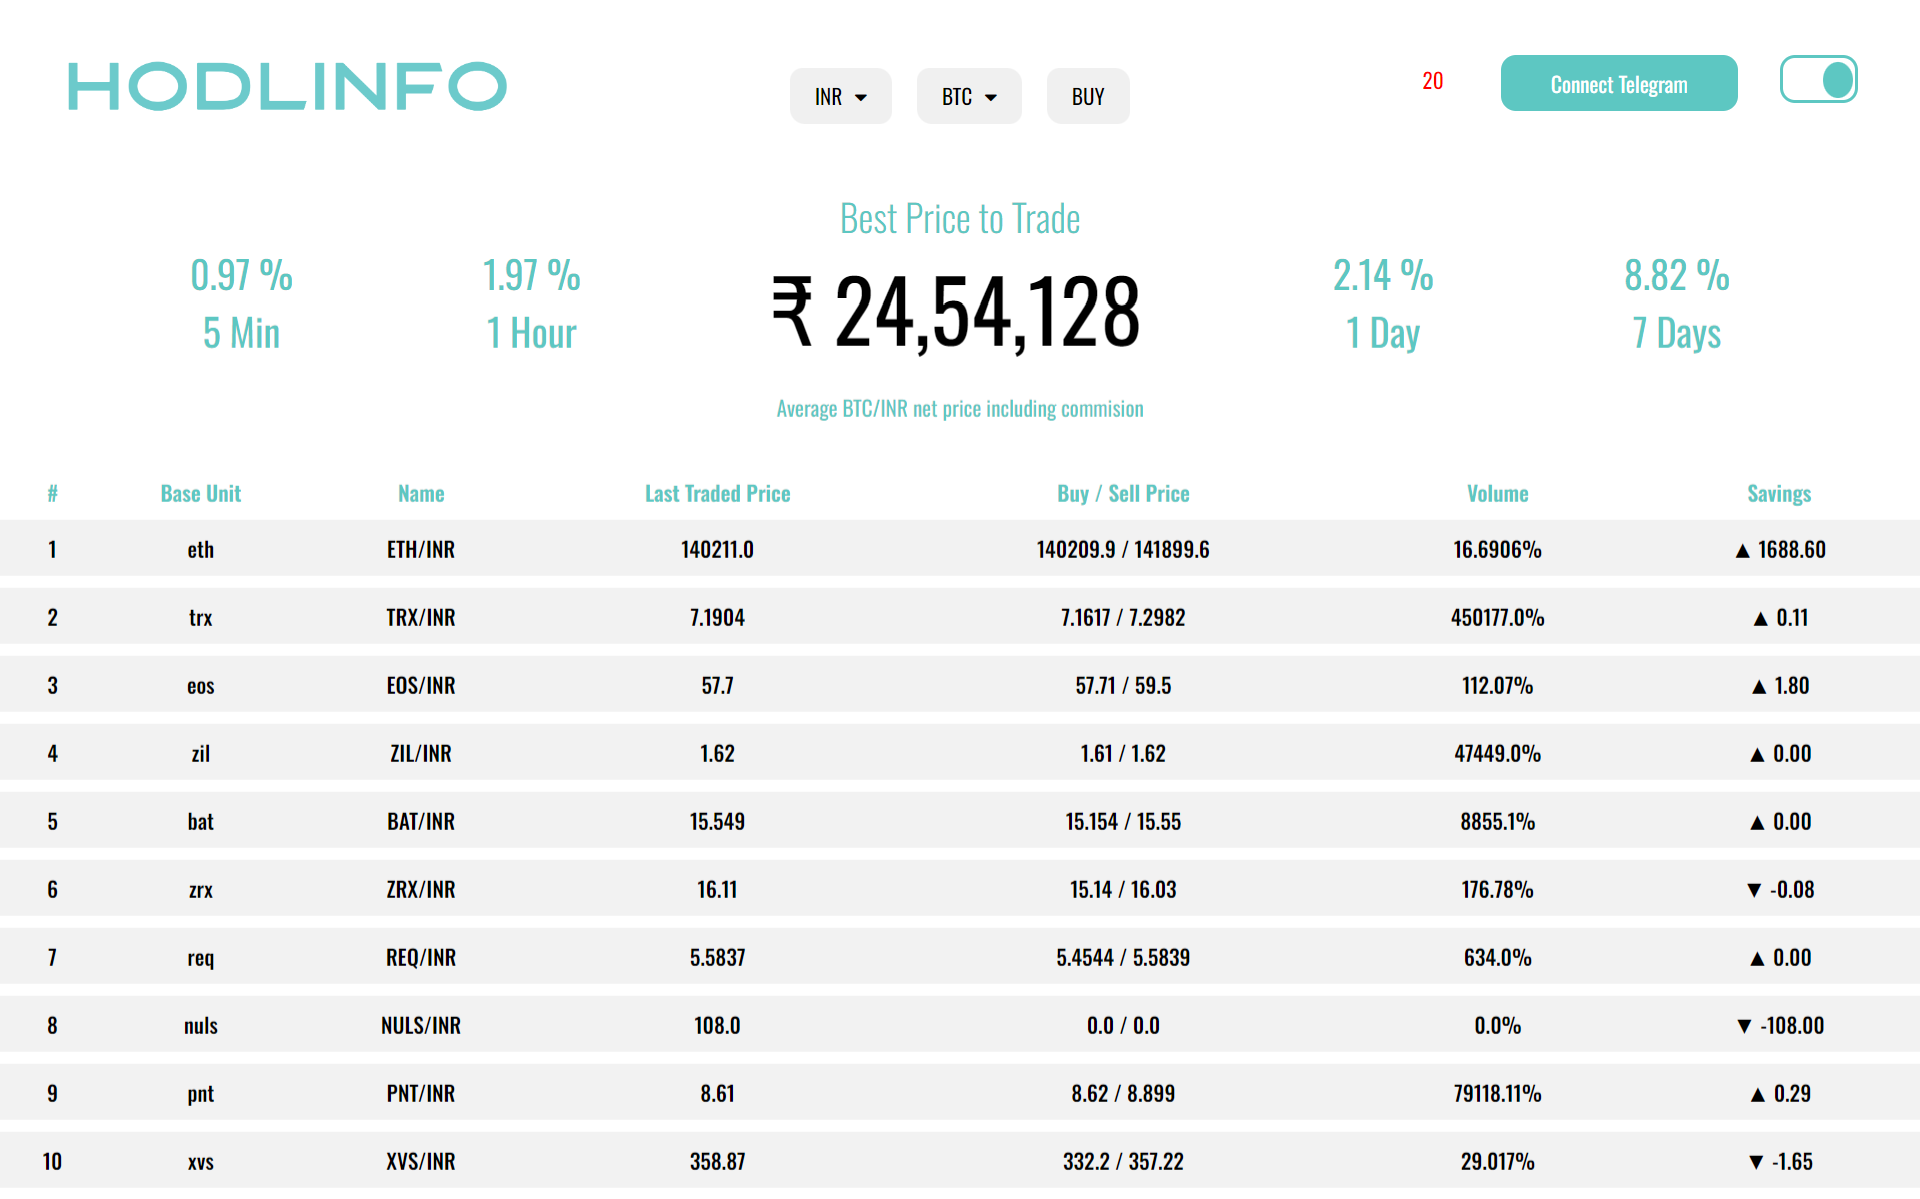 HODLINFO
INR BTC BUY
20 Connect Telegram
Best Price to Trade
0.97 % 1.97 % ₹ 24,54,128 2.14 % 8.82 %
5 Min 1 Hour 1 Day 7 Days
Average BTC/INR net price including commision
# Base Unit Name Last Traded Price Buy / Sell Price Volume Savings
1 eth ETH/INR 140211.0 140209.9 / 141899.6 16.6906% ▲ 1688.60
2 trx TRX/INR 7.1904 7.1617 / 7.2982 450177.0% ▲ 0.11
3 eos EOS/INR 57.7 57.71 / 59.5 112.07% ▲ 1.80
4 zil ZIL/INR 1.62 1.61 / 1.62 47449.0% ▲ 0.00
5 bat BAT/INR 15.549 15.154 / 15.55 8855.1% ▲ 0.00
6 zrx ZRX/INR 16.11 15.14 / 16.03 176.78% ▼ -0.08
7 req REQ/INR 5.5837 5.4544 / 5.5839 634.0% ▲ 0.00
8 nuls NULS/INR 108.0 0.0 / 0.0 0.0% ▼ -108.00
9 pnt PNT/INR 8.61 8.62 / 8.899 79118.11% ▲ 0.29
10 xvs XVS/INR 358.87 332.2 / 357.22 29.017% ▼ -1.65